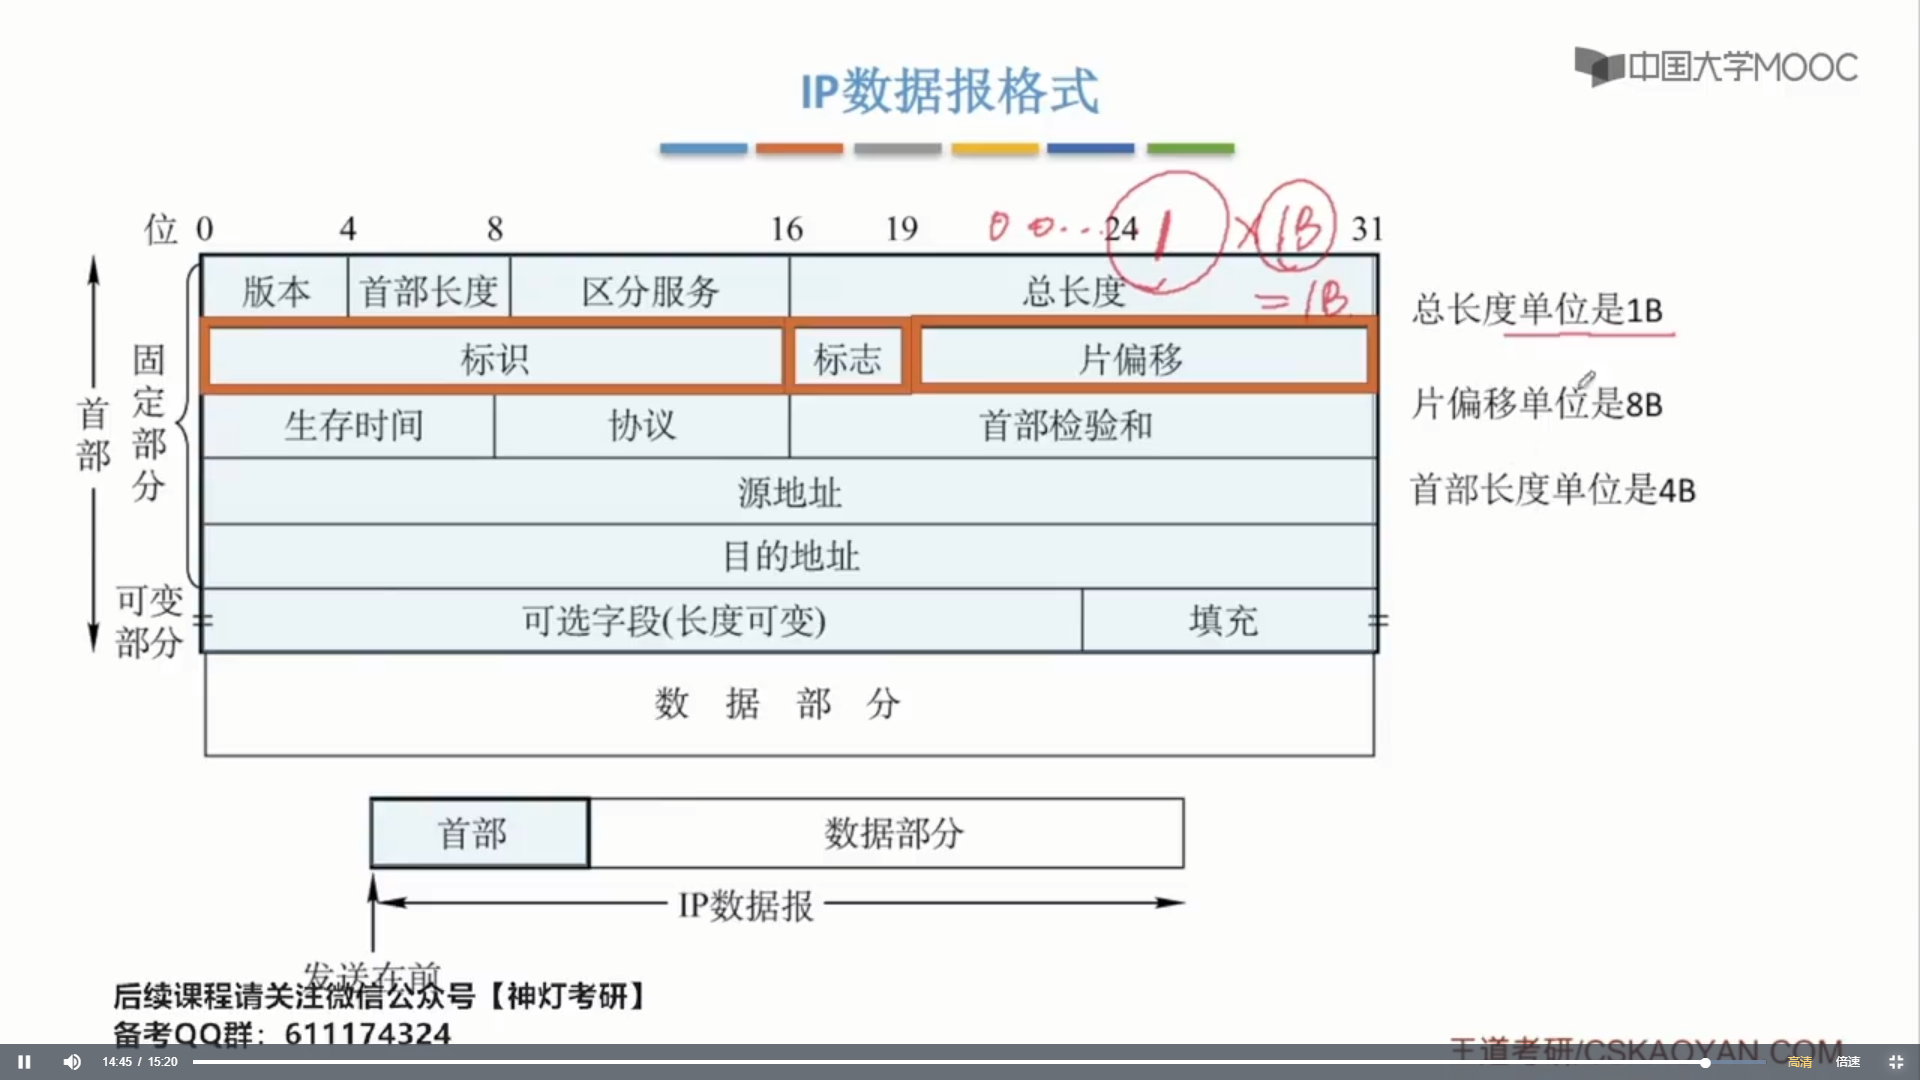 中国大学MOOC
IP数据报格式
0 0... 1 × 1B
= 1B
位 0 4 8 16 19 24 31
版本 首部长度 区分服务 总长度
总长度单位是1B
标识 标志 片偏移
片偏移单位是8B
生存时间 协议 首部检验和
首部长度单位是4B
源地址
目的地址
首部
固定部分
可变部分
可选字段(长度可变) 填充
数据部分
首部 数据部分
IP数据报
发送在前
后续课程请关注微信公众号【神灯考研】
备考QQ群：611174324
王道考研/CSKAOYAN.COM
14:45 / 15:20 高清 倍速